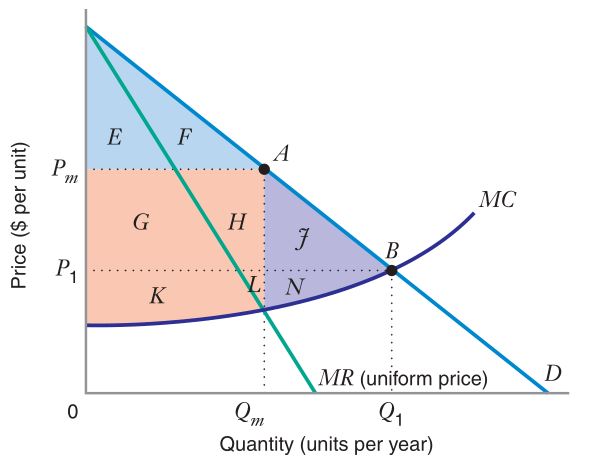 Price ($ per unit)
E
F
A
P_m
MC
G
H
J
B
P_1
L
N
K
MR (uniform price)
D
0
Q_m
Q_1
Quantity (units per year)